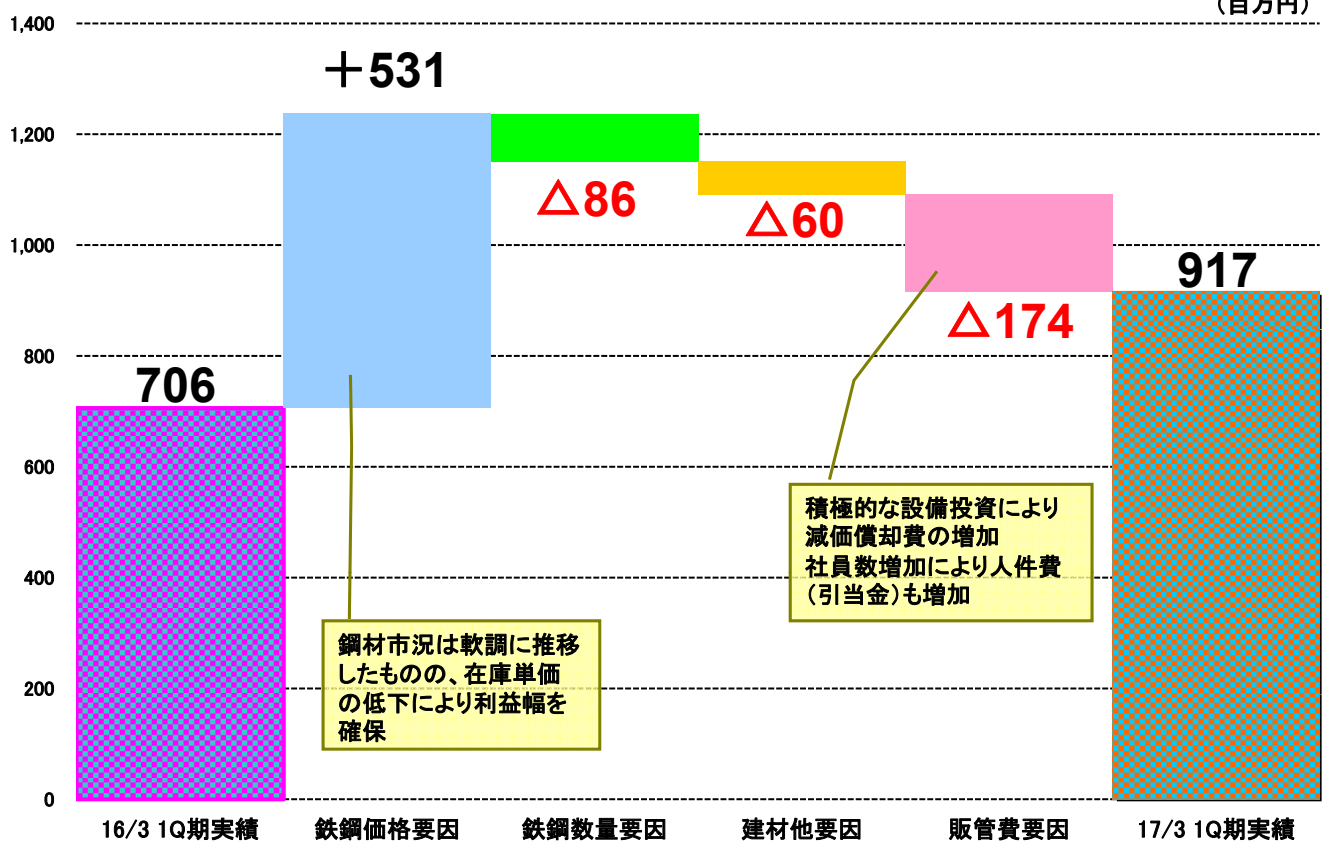 （百万円）
1,400
1,200
1,000
800
600
400
200
0
706
＋531
△86
△60
△174
917
鋼材市況は軟調に推移
したものの、在庫単価
の低下により利益幅を
確保
積極的な設備投資により
減価償却費の増加
社員数増加により人件費
（引当金）も増加
16/3 1Q期実績
鉄鋼価格要因
鉄鋼数量要因
建材他要因
販管費要因
17/3 1Q期実績